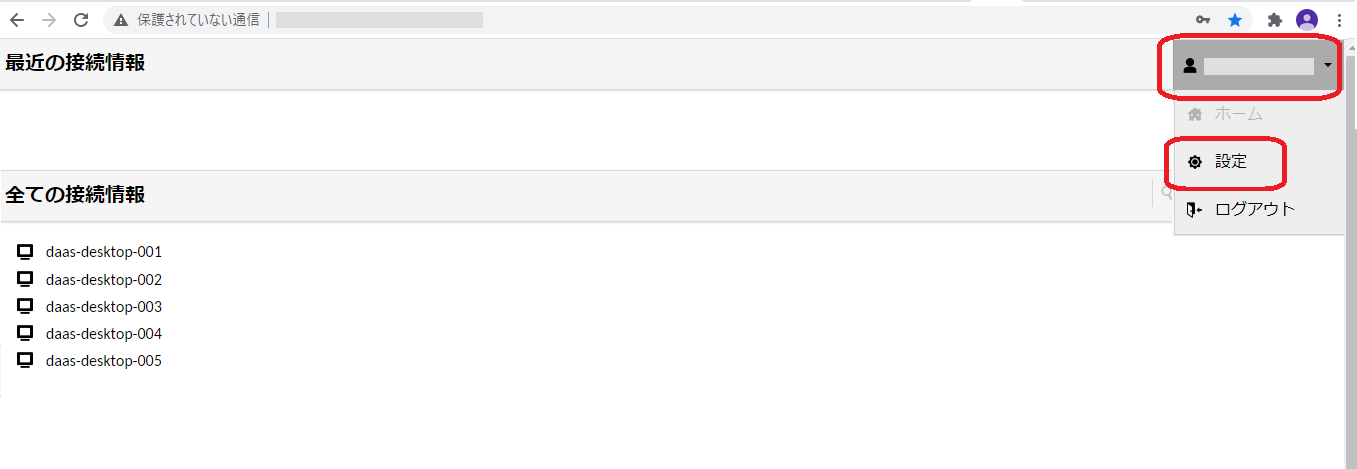 保護されていない通信
最近の接続情報
ホーム
設定
全ての接続情報
ログアウト
daas-desktop-001
daas-desktop-002
daas-desktop-003
daas-desktop-004
daas-desktop-005